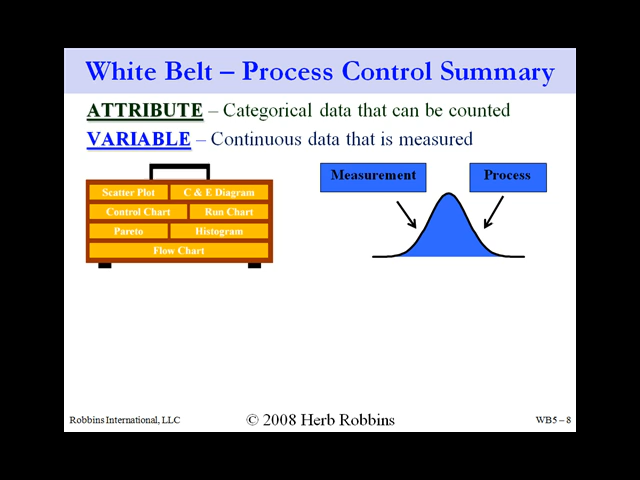 White Belt – Process Control Summary
ATTRIBUTE – Categorical data that can be counted
VARIABLE – Continuous data that is measured
Scatter Plot
C & E Diagram
Control Chart
Run Chart
Pareto
Histogram
Flow Chart
Measurement
Process
Robbins International, LLC
© 2008 Herb Robbins
WB5 – 8